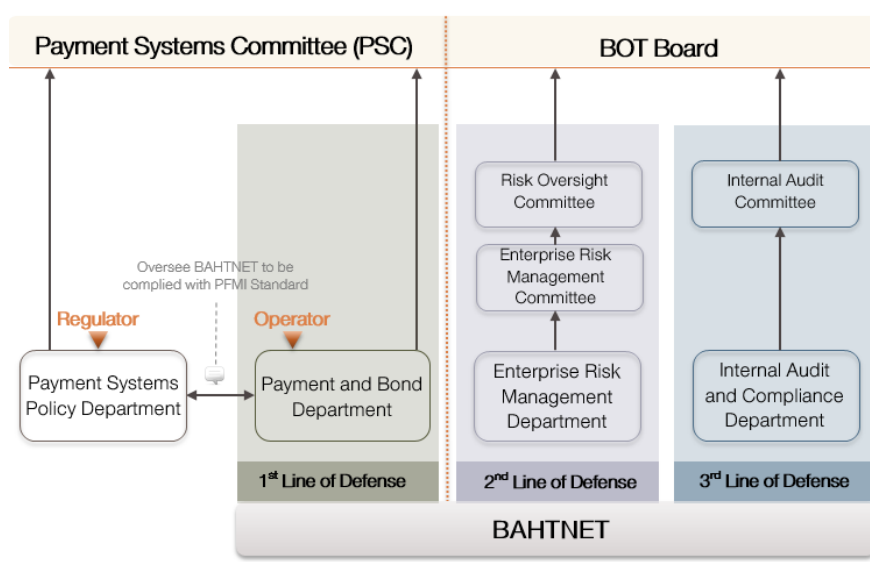 Payment Systems Committee (PSC)
BOT Board
Risk Oversight
Committee
Internal Audit
Committee
Enterprise Risk
Management
Committee
Oversee BAHTNET to be
complied with PFMI Standard
Regulator
Operator
Payment Systems
Policy Department
Payment and Bond
Department
Enterprise Risk
Management
Department
Internal Audit
and Compliance
Department
1st Line of Defense
2nd Line of Defense
3rd Line of Defense
BAHTNET